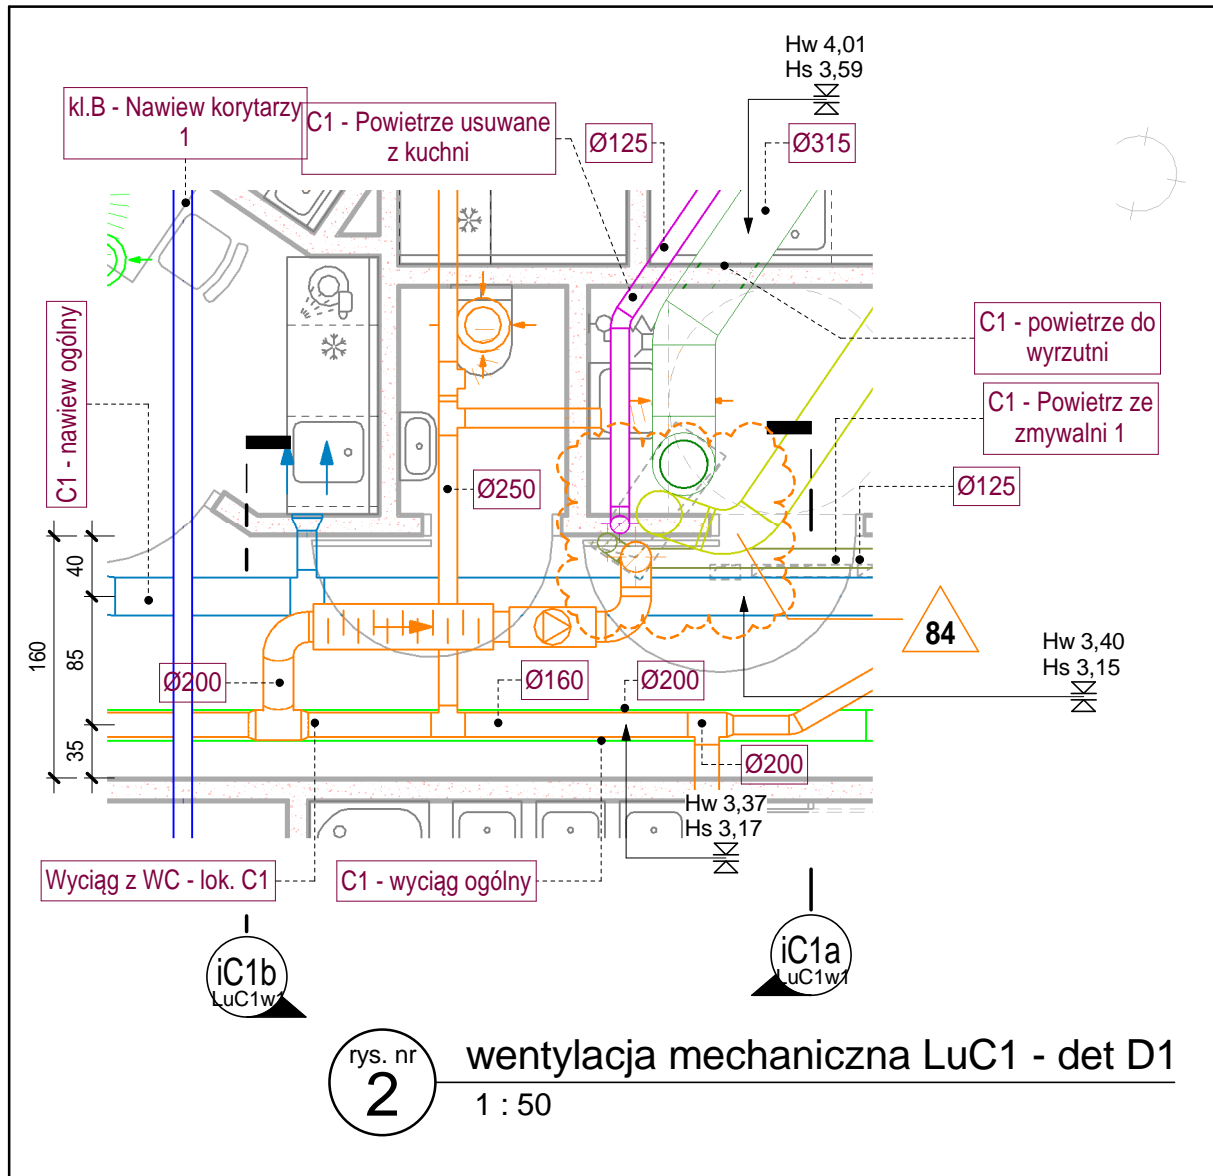 Hw 4,01
Hs 3,59
kl.B - Nawiew korytarzy
1
C1 - Powietrze usuwane
z kuchni
Ø125
Ø315
C1 - powietrze do
wyrzutni
C1 - Powietrz ze
zmywalni 1
Ø125
C1 - nawiew ogólny
Ø250
40
160
85
35
84
Hw 3,40
Hs 3,15
Ø200
Ø160
Ø200
Ø200
Hw 3,37
Hs 3,17
Wyciąg z WC - lok. C1
C1 - wyciąg ogólny
iC1b
LuC1w1
iC1a
LuC1w1
rys. nr
2
wentylacja mechaniczna LuC1 - det D1
1 : 50